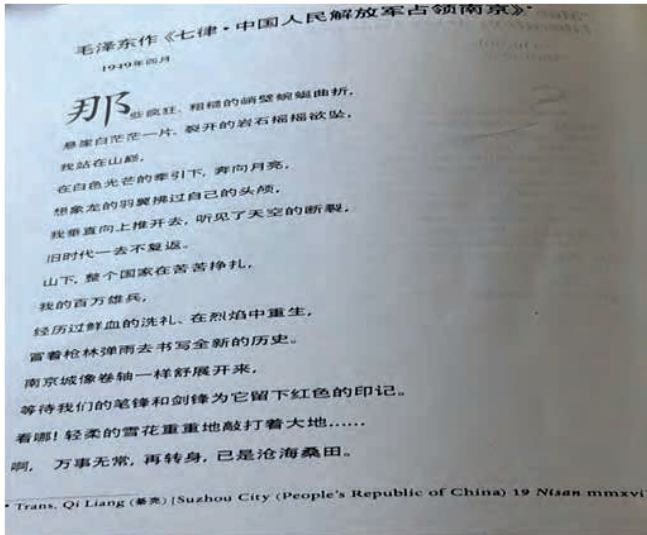 毛泽东作《七律·中国人民解放军占领南京》*
1949年四月
那些疯狂、粗糙的峭壁蜿蜒曲折,
悬崖白茫茫一片, 裂开的岩石摇摇欲坠,
我站在山巅,
在白色光芒的牵引下, 奔向月亮,
想象龙的羽翼拂过自己的头颅,
我垂直向上推开去, 听见了天空的断裂,
旧时代一去不复返。
山下, 整个国家在苦苦挣扎,
我的百万雄兵,
经历过鲜血的洗礼、在烈焰中重生,
冒着枪林弹雨去书写全新的历史。
南京城像卷轴一样舒展开来,
等待我们的笔锋和剑锋为它留下红色的印记。
看哪! 轻柔的雪花重重地敲打着大地……
啊, 万事无常, 再转身, 已是沧海桑田。
* Trans. Qi Liang (綦亮) [Suzhou City (People's Republic of China) 19 Nisan mmxvi